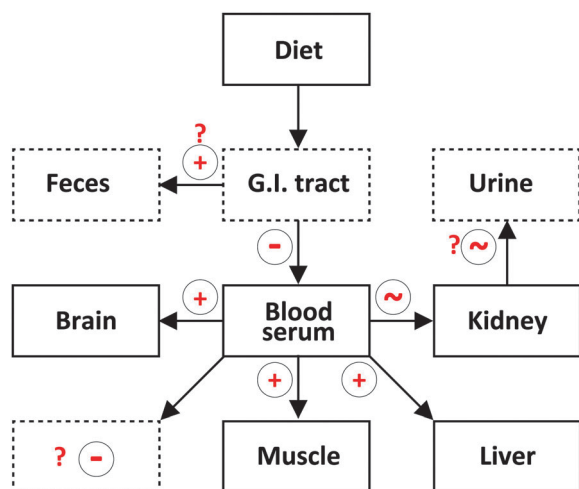 Diet
?
+
Feces
G.I. tract
Urine
-
? ~
Brain
+
Blood
serum
~
Kidney
+
+
? -
Muscle
Liver